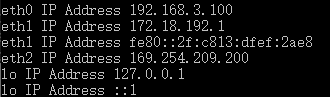 eth0 IP Address 192.168.3.100
eth1 IP Address 172.18.192.1
eth1 IP Address fe80::2f:c813:dfef:2ae8
eth2 IP Address 169.254.209.200
lo IP Address 127.0.0.1
lo IP Address ::1